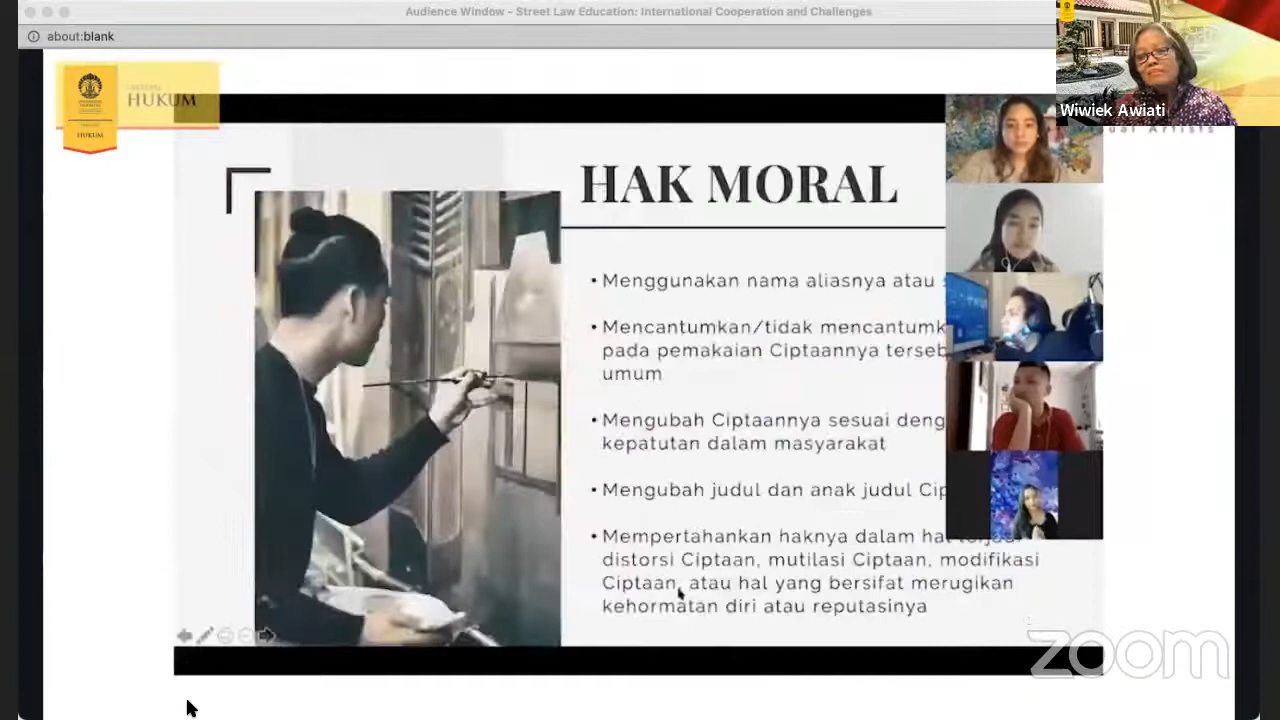 Audience Window – Street Law Education: International Cooperation and Challenges
about:blank
HUKUM
HUKUM
Wiwiek Awiati
Visual Artists
HAK MORAL
• Menggunakan nama aliasnya atau
• Mencantumkan/tidak mencantumk
pada pemakaian Ciptaannya terseb
umum
• Mengubah Ciptaannya sesuai deng
kepatutan dalam masyarakat
• Mengubah judul dan anak judul Cip
• Mempertahankan haknya dalam hal terjadi
distorsi Ciptaan, mutilasi Ciptaan, modifikasi
Ciptaan, atau hal yang bersifat merugikan
kehormatan diri atau reputasinya
zoom